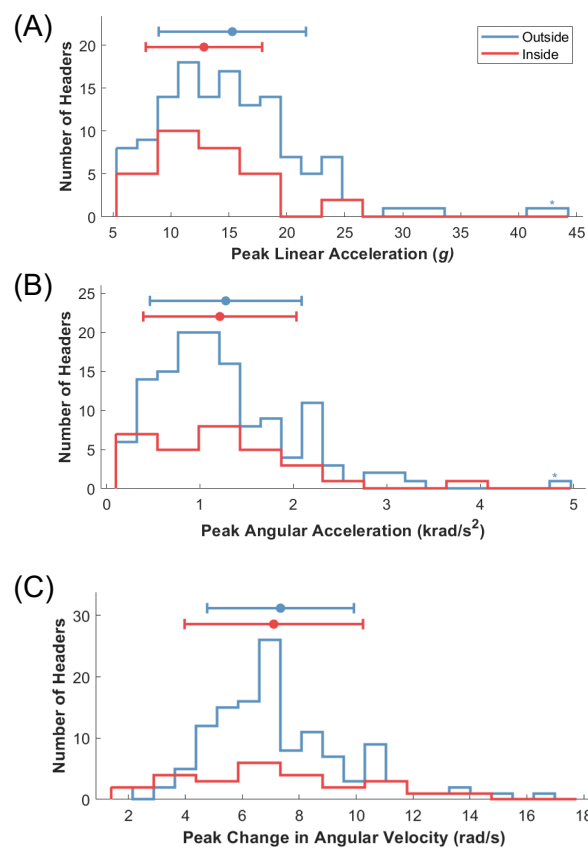 (A)
Outside
Inside
Number of Headers
20
15
10
5
0
5 10 15 20 25 30 35 40 45
*
Peak Linear Acceleration (g)
(B)
Number of Headers
25
20
15
10
5
0
0 1 2 3 4 5
*
Peak Angular Acceleration (krad/s²)
(C)
Number of Headers
30
20
10
0
2 4 6 8 10 12 14 16 18
Peak Change in Angular Velocity (rad/s)